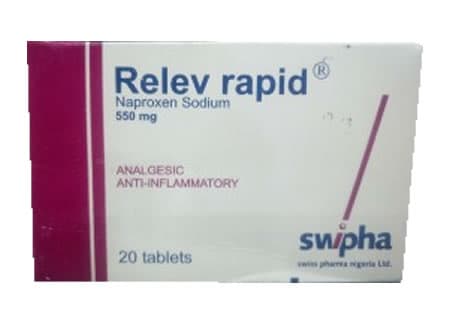 Relev rapid®
Naproxen Sodium
550 mg
ANALGESIC
ANTI-INFLAMMATORY
20 tablets
swipha
swiss pharma nigeria Ltd.